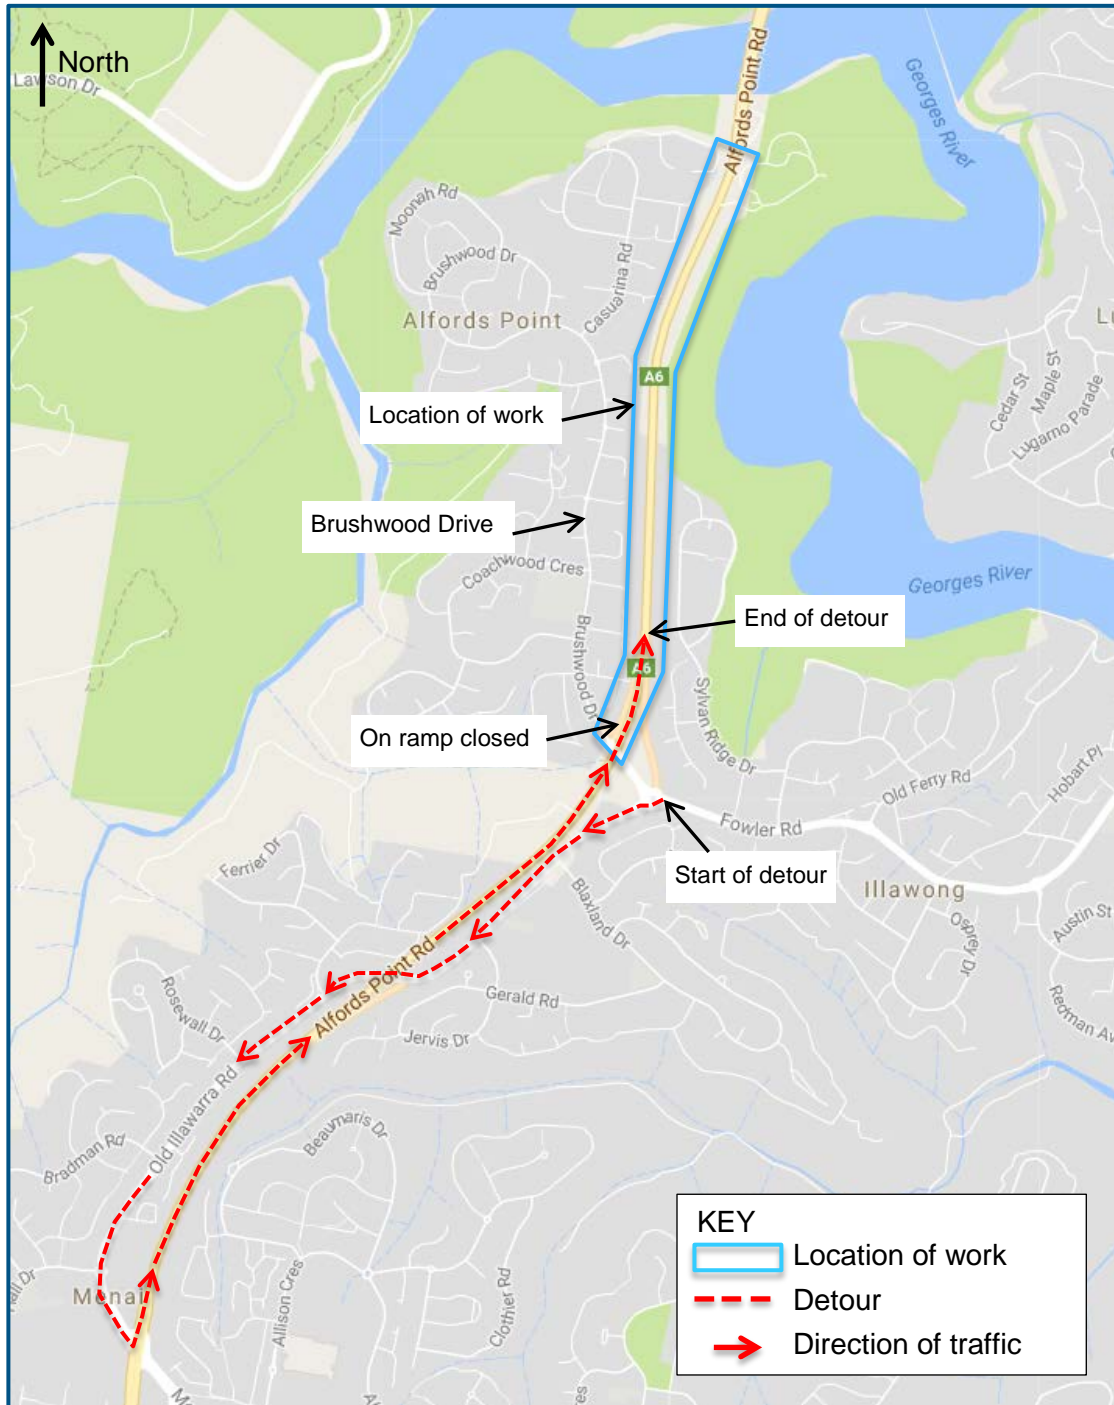 North
Lawson Dr
Alfords Point Rd
Georges
River
Alfords Point Rd
Moonah Rd
Brushwood Dr
Casuarina Rd
Alfords Point
Lu
A6
Cedar St
Maple St
Lugarno Parade
Location of work
Brushwood Drive
Coachwood Cres
Georges River
Brushwood Dr
End of detour
A6
Sylvan Ridge Dr
On ramp closed
Hobart Pl
Old Ferry Rd
Fowler Rd
Ferrier Dr
Start of detour
Illawong
Blaxland Dr
Austin St
Osprey Dr
Alfords Point Rd
Rosewall Dr
Gerald Rd
Redman Av
Jervis Dr
Old Illawarra Rd
Beaumaris Dr
Bradman Rd
KEY
Location of work
Detour
Direction of traffic
Hall Dr
Menai
Allison Cres
Clothier Rd